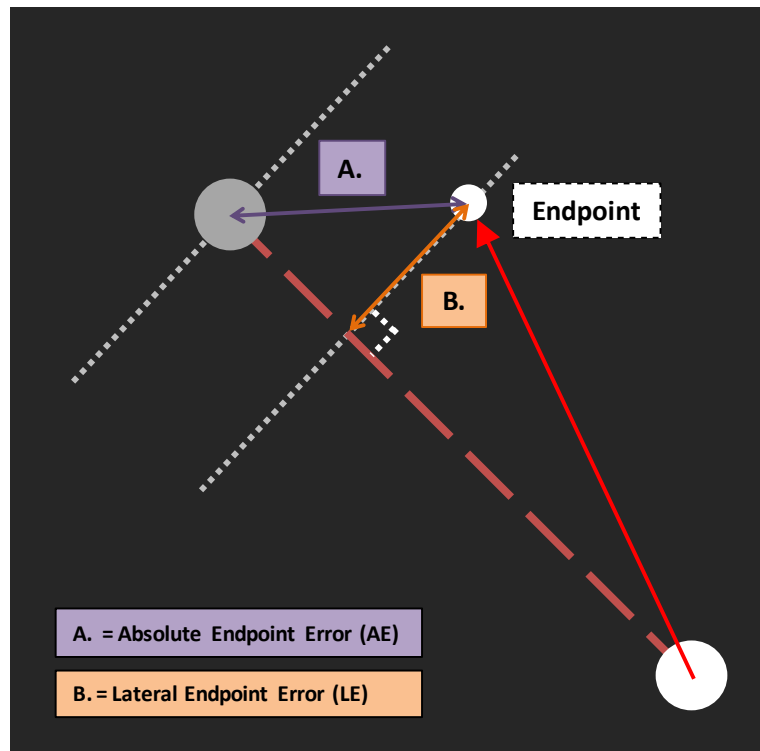 A.
Endpoint
B.
A. = Absolute Endpoint Error (AE)
B. = Lateral Endpoint Error (LE)